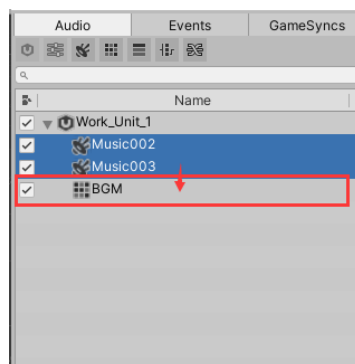 Audio Events GameSyncs
Name
Work_Unit_1
Music002
Music003
BGM